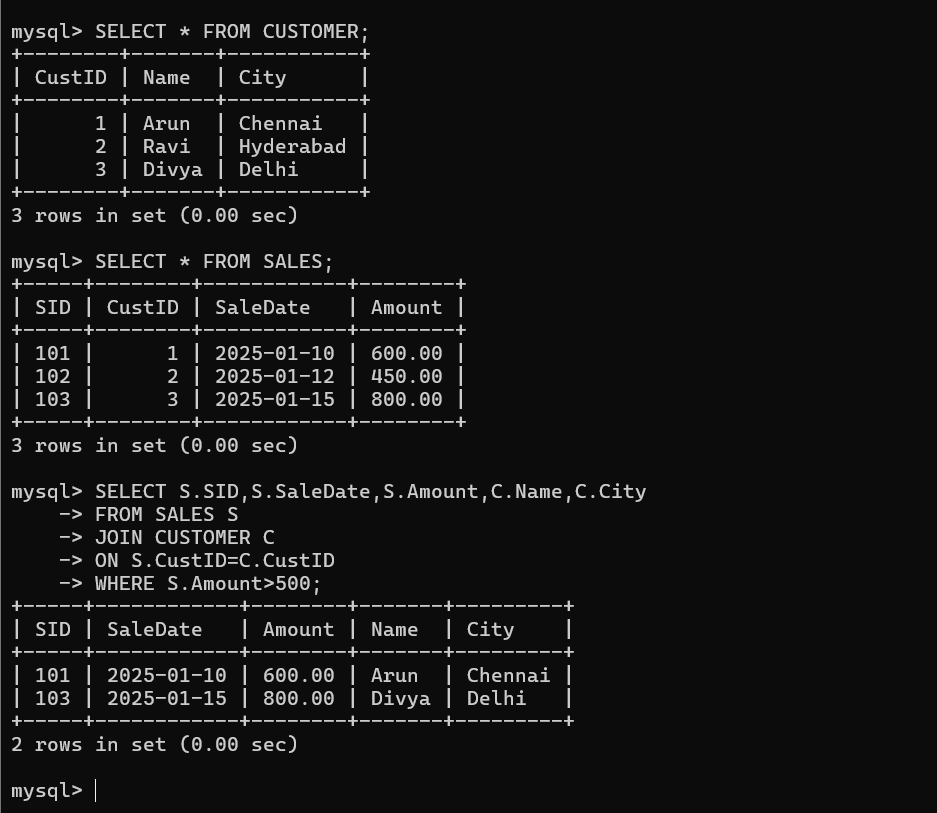 mysql> SELECT * FROM CUSTOMER;
+--------+-------+-----------+
| CustID | Name  | City      |
+--------+-------+-----------+
|      1 | Arun  | Chennai   |
|      2 | Ravi  | Hyderabad |
|      3 | Divya | Delhi     |
+--------+-------+-----------+
3 rows in set (0.00 sec)

mysql> SELECT * FROM SALES;
+-----+--------+------------+--------+
| SID | CustID | SaleDate   | Amount |
+-----+--------+------------+--------+
| 101 |      1 | 2025-01-10 | 600.00 |
| 102 |      2 | 2025-01-12 | 450.00 |
| 103 |      3 | 2025-01-15 | 800.00 |
+-----+--------+------------+--------+
3 rows in set (0.00 sec)

mysql> SELECT S.SID,S.SaleDate,S.Amount,C.Name,C.City
    -> FROM SALES S
    -> JOIN CUSTOMER C
    -> ON S.CustID=C.CustID
    -> WHERE S.Amount>500;
+-----+------------+--------+-------+---------+
| SID | SaleDate   | Amount | Name  | City    |
+-----+------------+--------+-------+---------+
| 101 | 2025-01-10 | 600.00 | Arun  | Chennai |
| 103 | 2025-01-15 | 800.00 | Divya | Delhi   |
+-----+------------+--------+-------+---------+
2 rows in set (0.00 sec)

mysql>